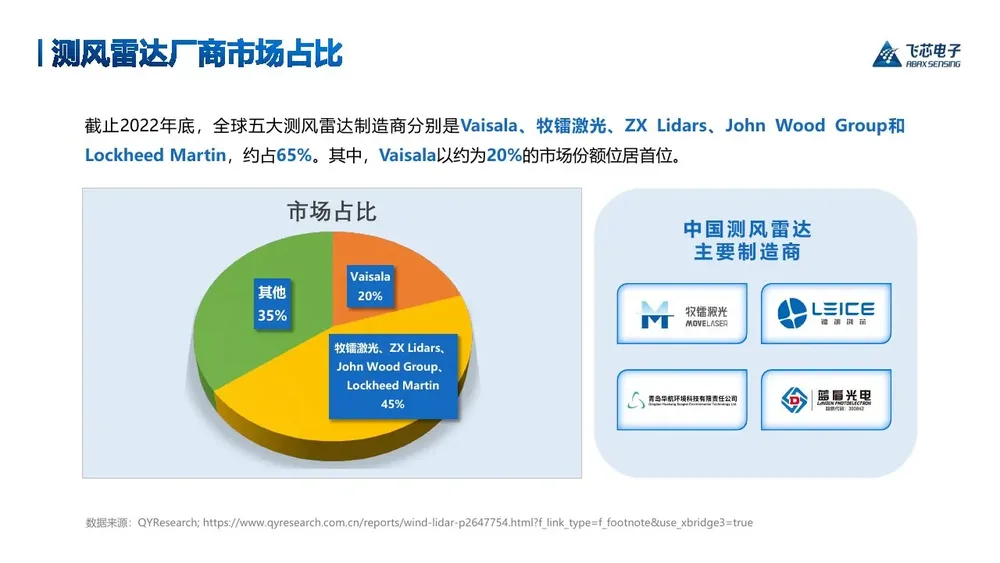 测风雷达厂商市场占比
飞芯电子
ABAX SENSING
截止2022年底，全球五大测风雷达制造商分别是Vaisala、牧镭激光、ZX Lidars、John Wood Group和
Lockheed Martin，约占65%。其中，Vaisala以约为20%的市场份额位居首位。
市场占比
Vaisala
20%
其他
35%
牧镭激光、ZX Lidars、
John Wood Group、
Lockheed Martin
45%
中国测风雷达
主要制造商
牧镭激光
MOVELASER
LEICE
青岛华航环境科技有限责任公司
蓝盾光电
股票代码：300862
数据来源：QYResearch; https://www.qyresearch.com.cn/reports/wind-lidar-p2647754.html?f_link_type=f_footnote&use_xbridge3=true